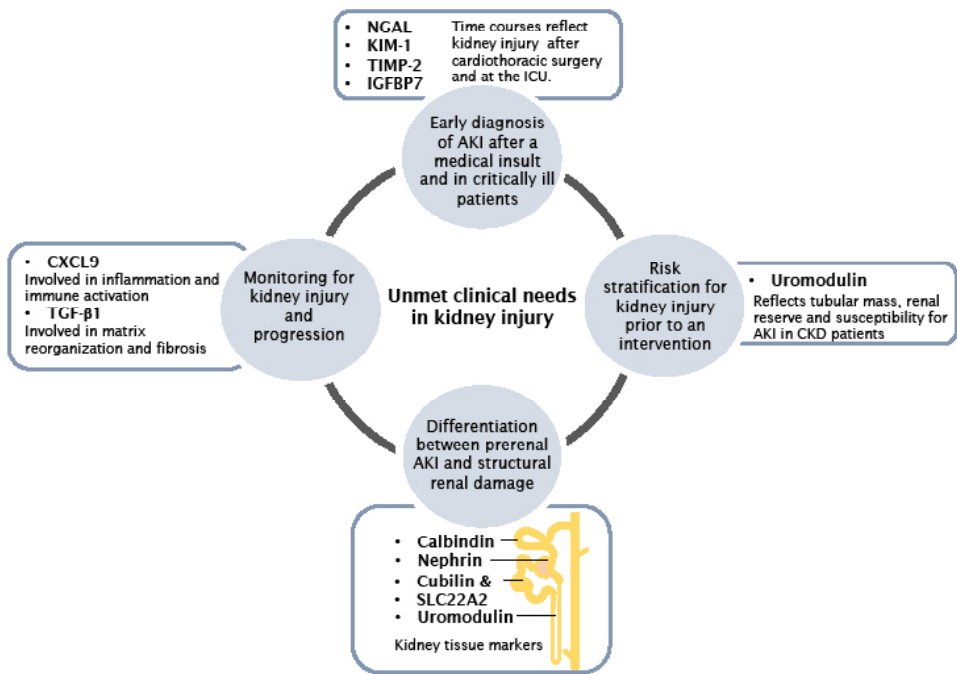 • NGAL
• KIM-1
• TIMP-2
• IGFBP7
Time courses reflect
kidney injury after
cardiothoracic surgery
and at the ICU.
Early diagnosis
of AKI after a
medical insult
and in critically ill
patients
• CXCL9
Involved in inflammation and
immune activation
• TGF-β1
Involved in matrix
reorganization and fibrosis
Monitoring for
kidney injury
and
progression
Unmet clinical needs
in kidney injury
Risk
stratification for
kidney injury
prior to an
intervention
• Uromodulin
Reflects tubular mass, renal
reserve and susceptibility for
AKI in CKD patients
Differentiation
between prerenal
AKI and structural
renal damage
• Calbindin
• Nephrin
• Cubilin &
• SLC22A2
• Uromodulin
Kidney tissue markers